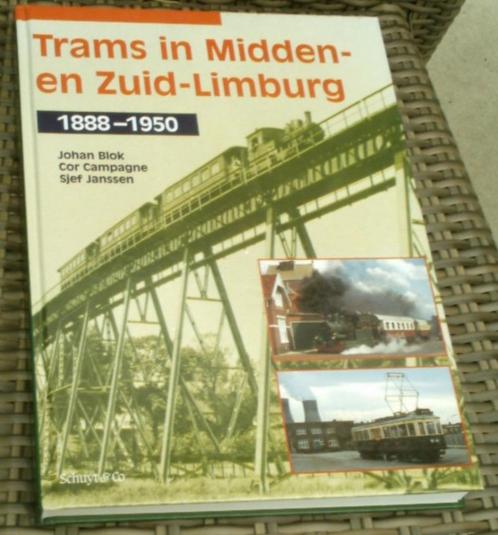 Trams in Midden-
en Zuid-Limburg
1888–1950
Johan Blok
Cor Campagne
Sjef Janssen
Schuyt & Co